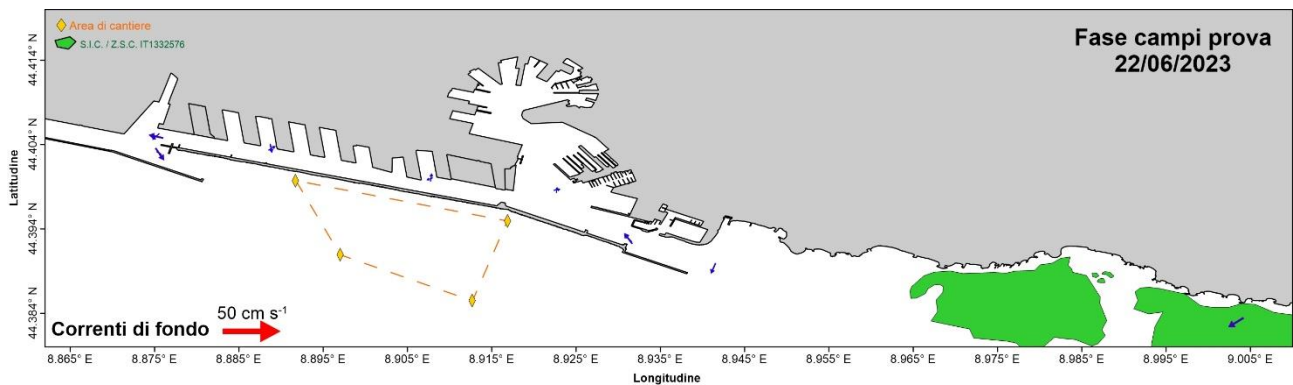 Area di cantiere
S.I.C. / Z.S.C. IT1332576
Fase campi prova
22/06/2023
Latitudine
44.414° N
44.404° N
44.394° N
44.384° N
50 cm s⁻¹
Correnti di fondo
8.865° E 8.875° E 8.885° E 8.895° E 8.905° E 8.915° E 8.925° E 8.935° E 8.945° E 8.955° E 8.965° E 8.975° E 8.985° E 8.995° E 9.005° E
Longitudine